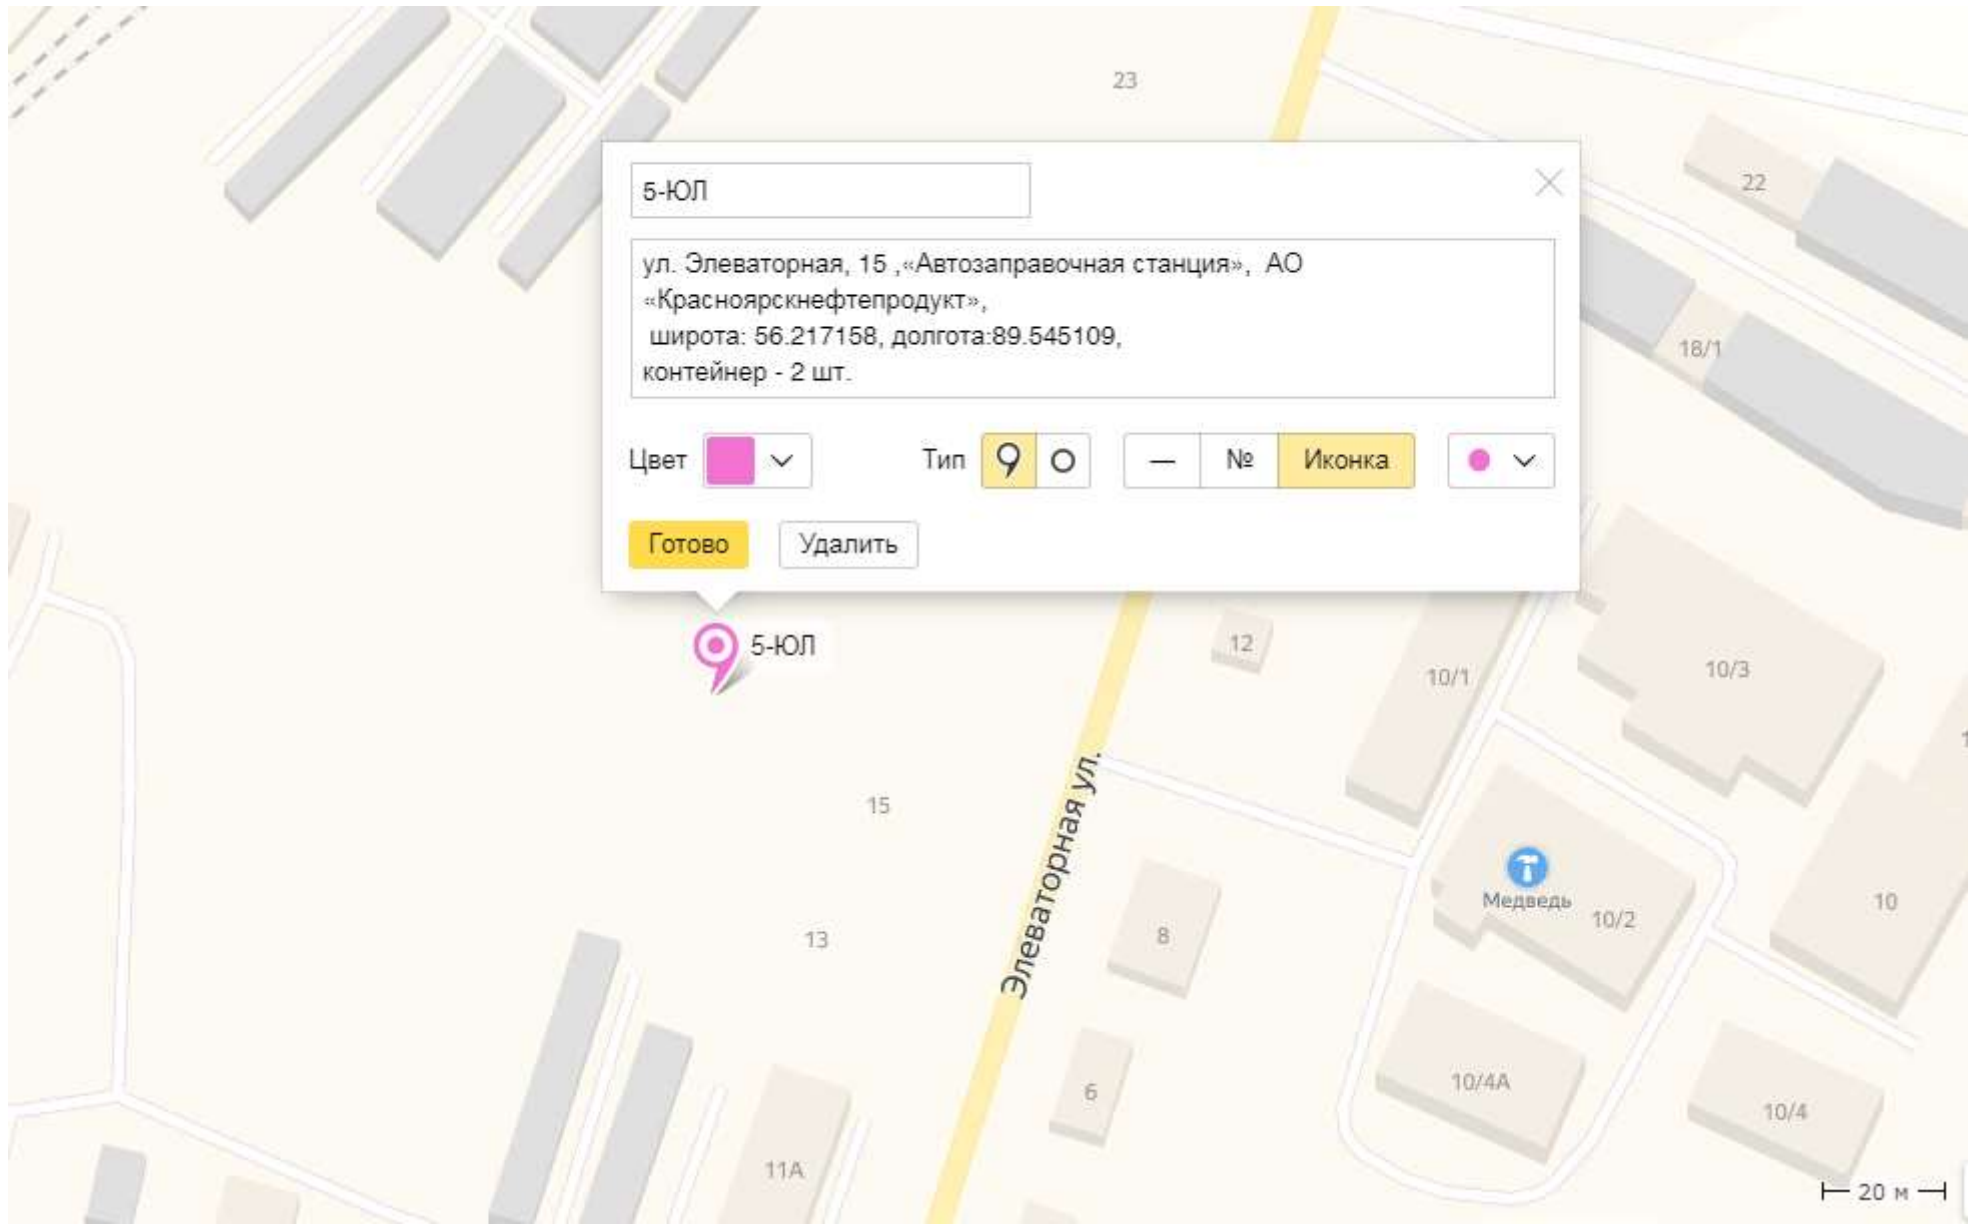 23
5-ЮЛ
22
ул. Элеваторная, 15 ,«Автозаправочная станция», АО
«Красноярскнефтепродукт»,
широта: 56.217158, долгота:89.545109,
контейнер - 2 шт.
18/1
Цвет
Тип
—
№
Иконка
Готово
Удалить
5-ЮЛ
12
10/1
10/3
15
Элеваторная ул.
Медведь
10/2
10
13
8
6
10/4А
10/4
11А
20 м